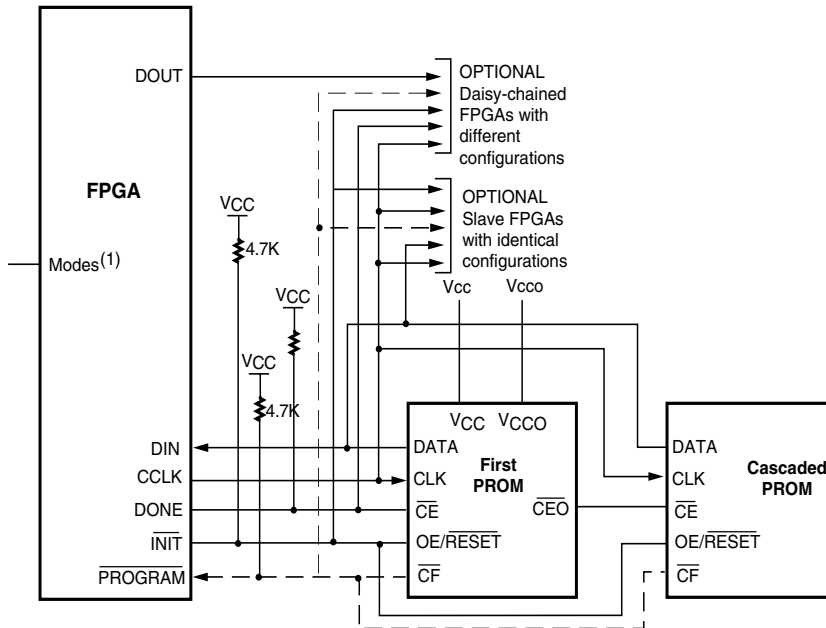 DOUT
OPTIONAL
Daisy-chained
FPGAs with
different
configurations
FPGA
OPTIONAL
Slave FPGAs
with identical
configurations
VCC
4.7K
Modes(1)
Vcc
Vcco
VCC
VCC
4.7K
VCC
VCCO
DIN
DATA
DATA
CCLK
CLK
First
PROM
CLK
Cascaded
PROM
DONE
CE
CEO
CE
INIT
OE/RESET
OE/RESET
PROGRAM
CF
CF